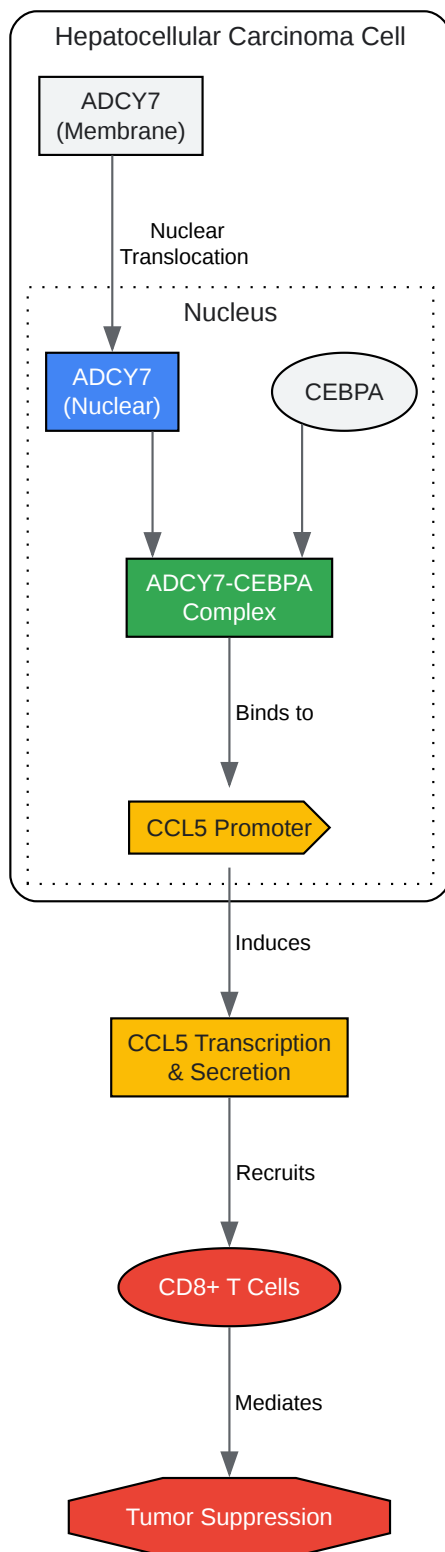 Hepatocellular Carcinoma Cell
ADCY7
(Membrane)
Nuclear
Translocation
Nucleus
ADCY7
(Nuclear)
CEBPA
ADCY7-CEBPA
Complex
Binds to
CCL5 Promoter
Induces
CCL5 Transcription
& Secretion
Recruits
CD8+ T Cells
Mediates
Tumor Suppression